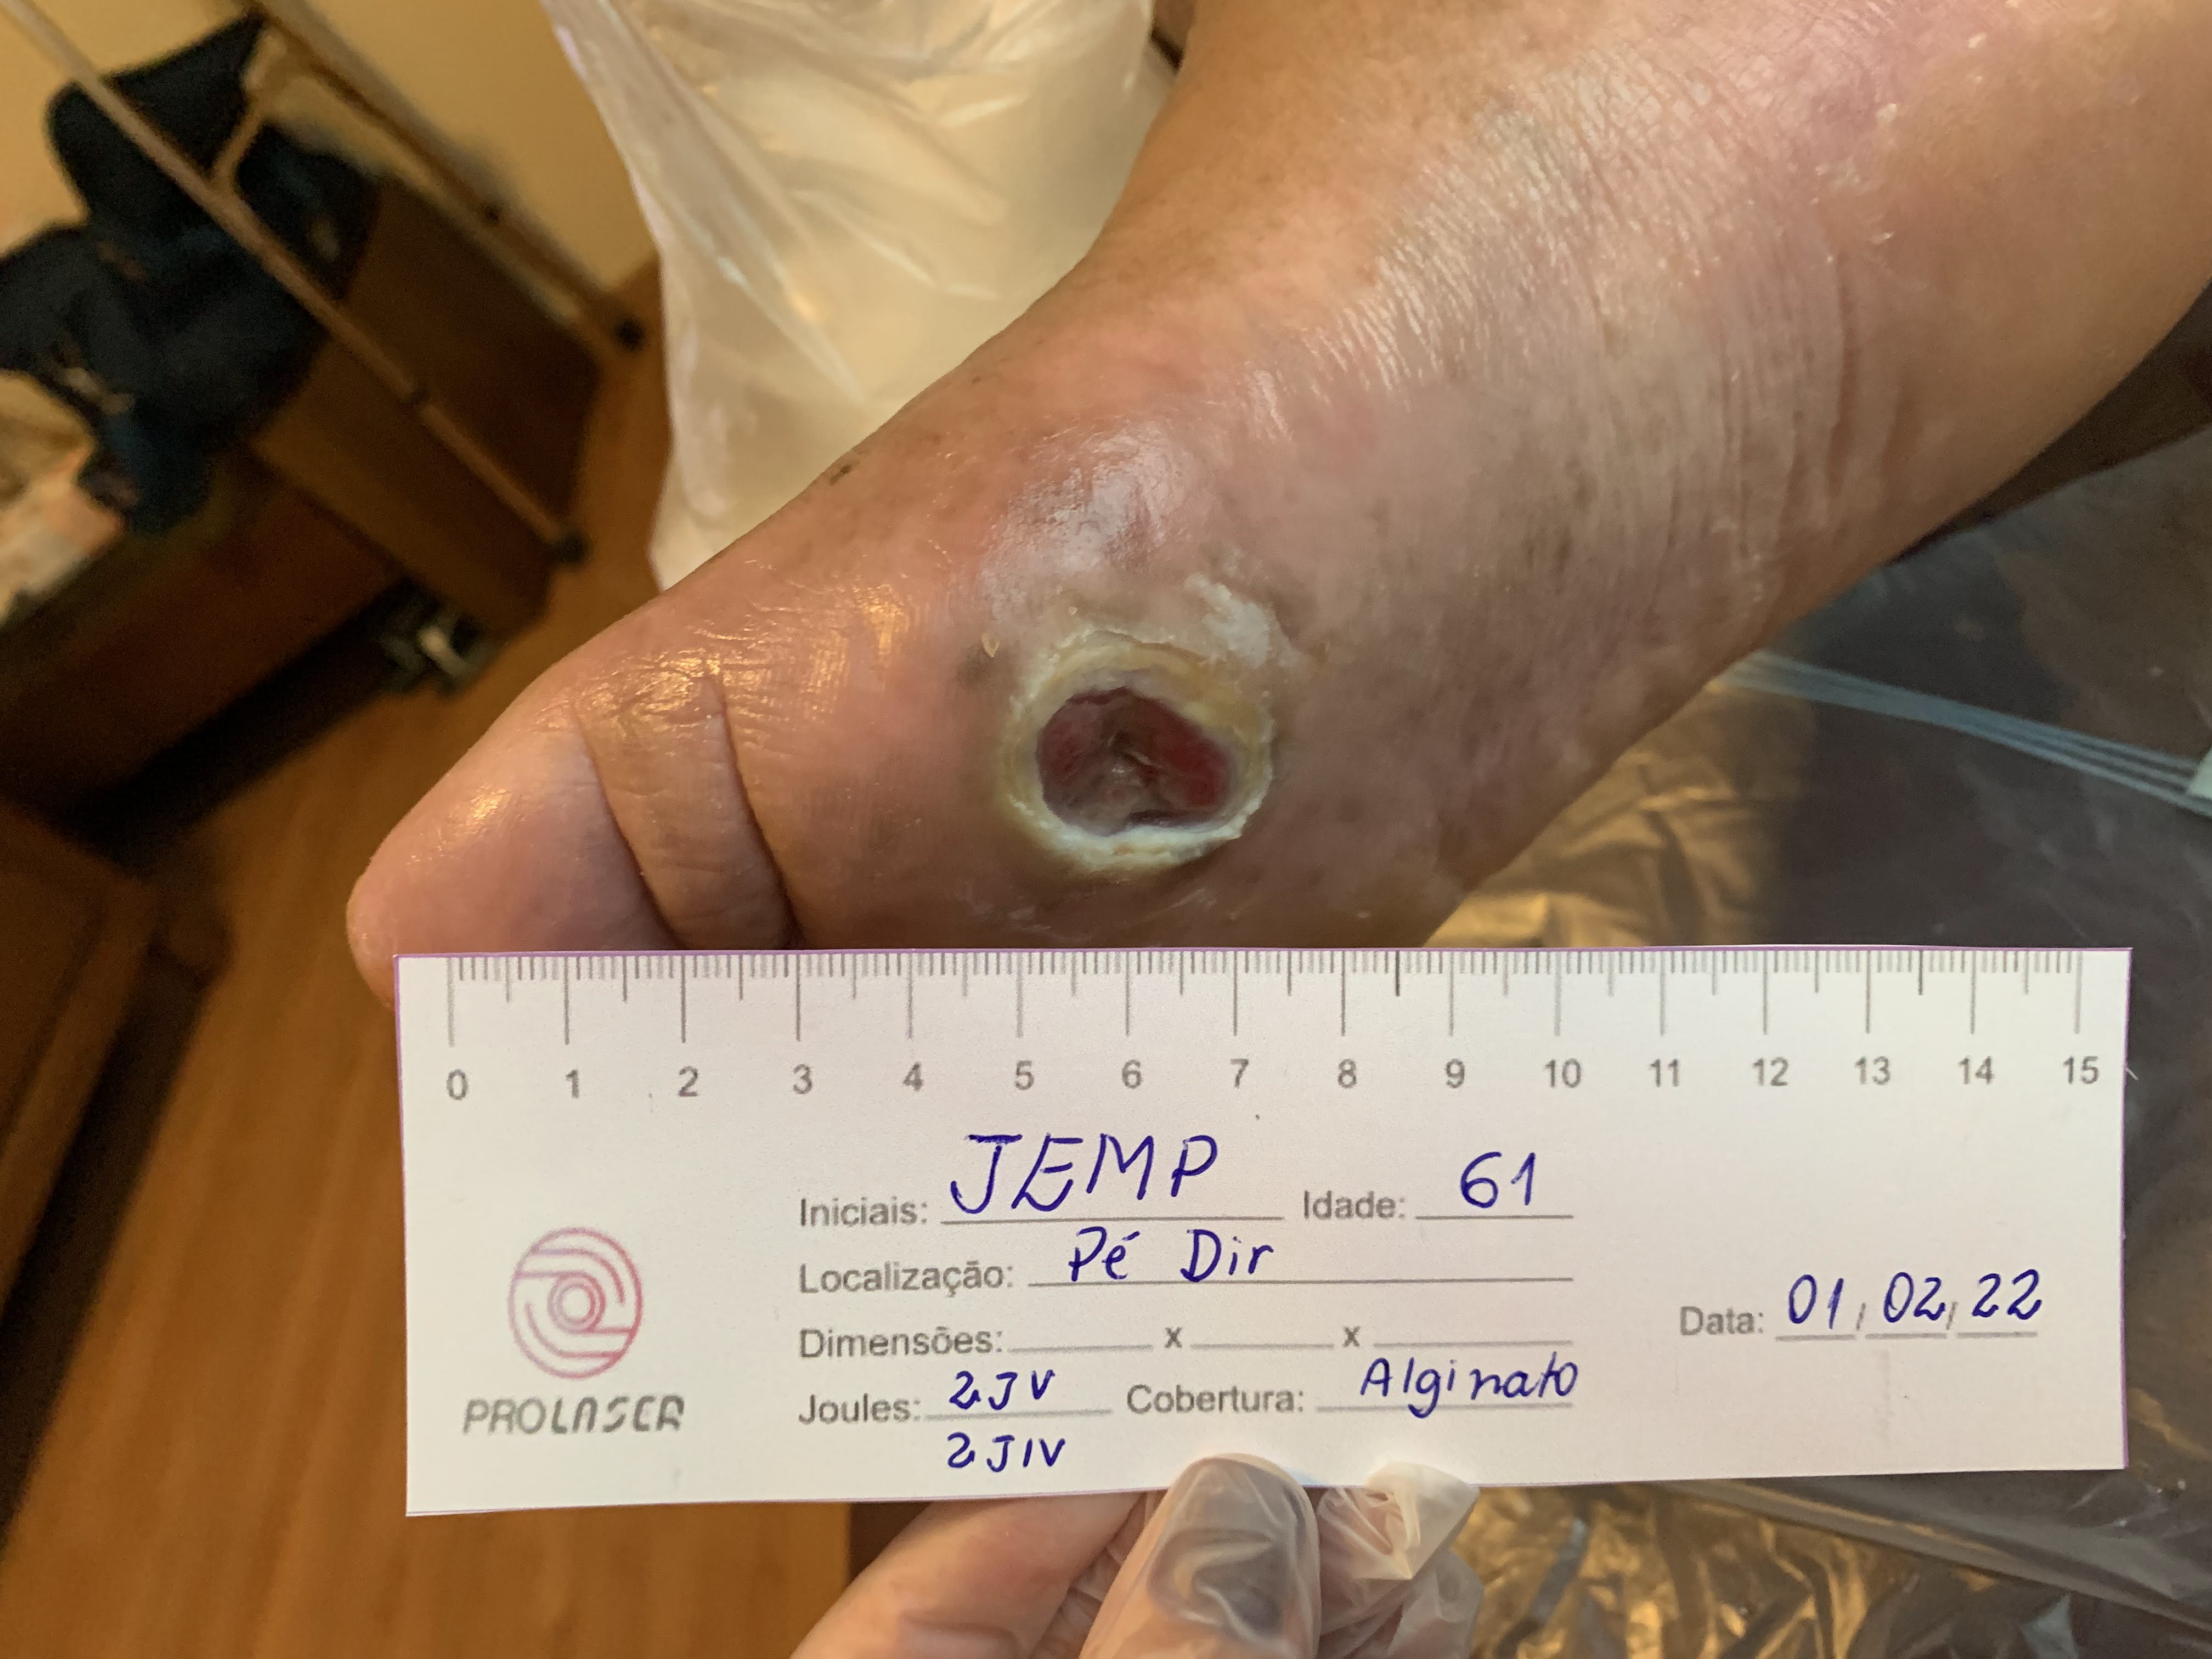 0 1 2 3 4 5 6 7 8 9 10 11 12 13 14 15
Iniciais: JEMP Idade: 61
Localização: Pé Dir
Dimensões: x x
Data: 01/02/22
Joules: 2JV Cobertura: Alginato
2JIV
PROLASER